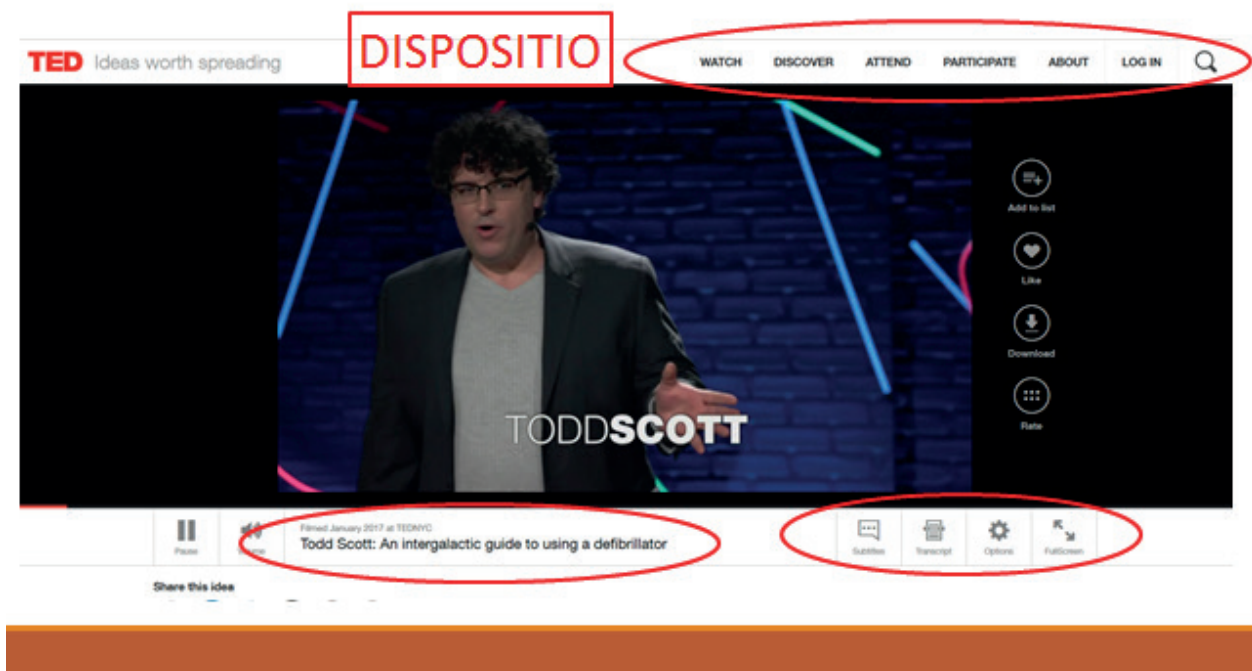 DISPOSITIO
TED Ideas worth spreading
WATCH DISCOVER ATTEND PARTICIPATE ABOUT LOG IN
Add to list
Like
Download
Rate
TODDSCOTT
Filmed January 2017 at TEDNYC
Todd Scott: An intergalactic guide to using a defibrillator
Pause
Subtitles Transcript Options FullScreen
Share this idea